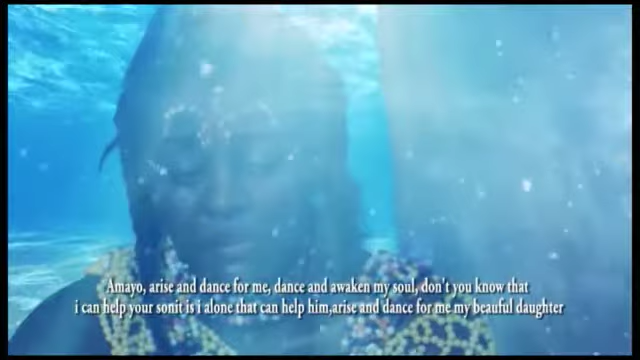 Amayo, arise and dance for me, dance and awaken my soul, don't you know that
i can help your sonit is i alone that can help him,arise and dance for me my beauful daughter